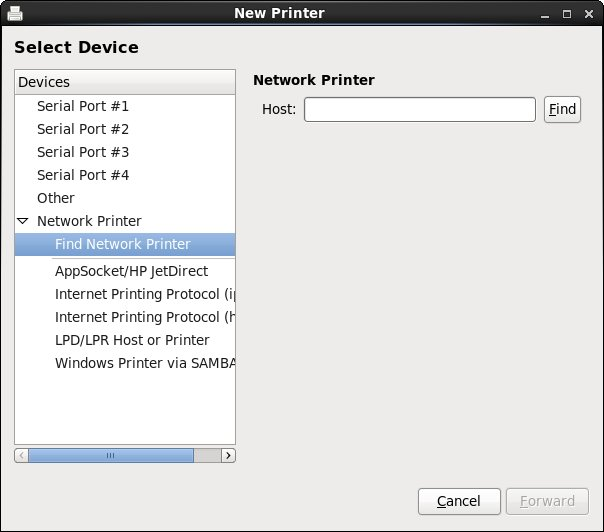 New Printer
Select Device
Devices
Serial Port #1
Serial Port #2
Serial Port #3
Serial Port #4
Other
Network Printer
Find Network Printer
AppSocket/HP JetDirect
Internet Printing Protocol (ip
Internet Printing Protocol (h
LPD/LPR Host or Printer
Windows Printer via SAMBA
Network Printer
Host:
Find
Cancel
Forward